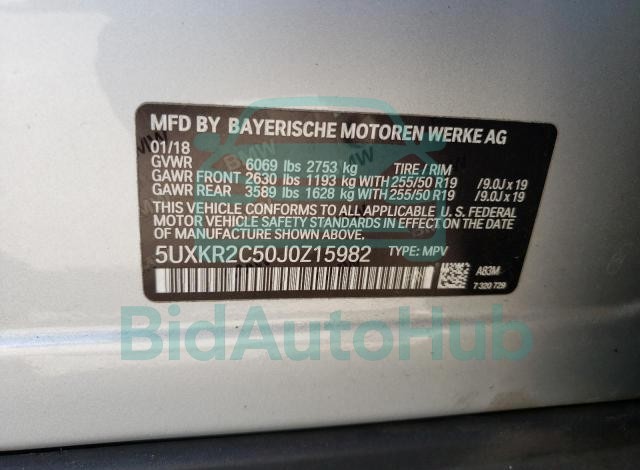 MFD BY BAYERISCHE MOTOREN WERKE AG
01/18
GVWR 6069 lbs 2753 kg TIRE / RIM
GAWR FRONT 2630 lbs 1193 kg WITH 255/50 R19 /9.0J x 19
GAWR REAR 3589 lbs 1628 kg WITH 255/50 R19 /9.0J x 19
THIS VEHICLE CONFORMS TO ALL APPLICABLE U. S. FEDERAL
MOTOR VEHICLE SAFETY STANDARDS IN EFFECT ON THE DATE
OF MANUFACTURE SHOWN ABOVE.
5UXKR2C50J0Z15982 TYPE: MPV
A83M
7 320 729
BidAutoHub